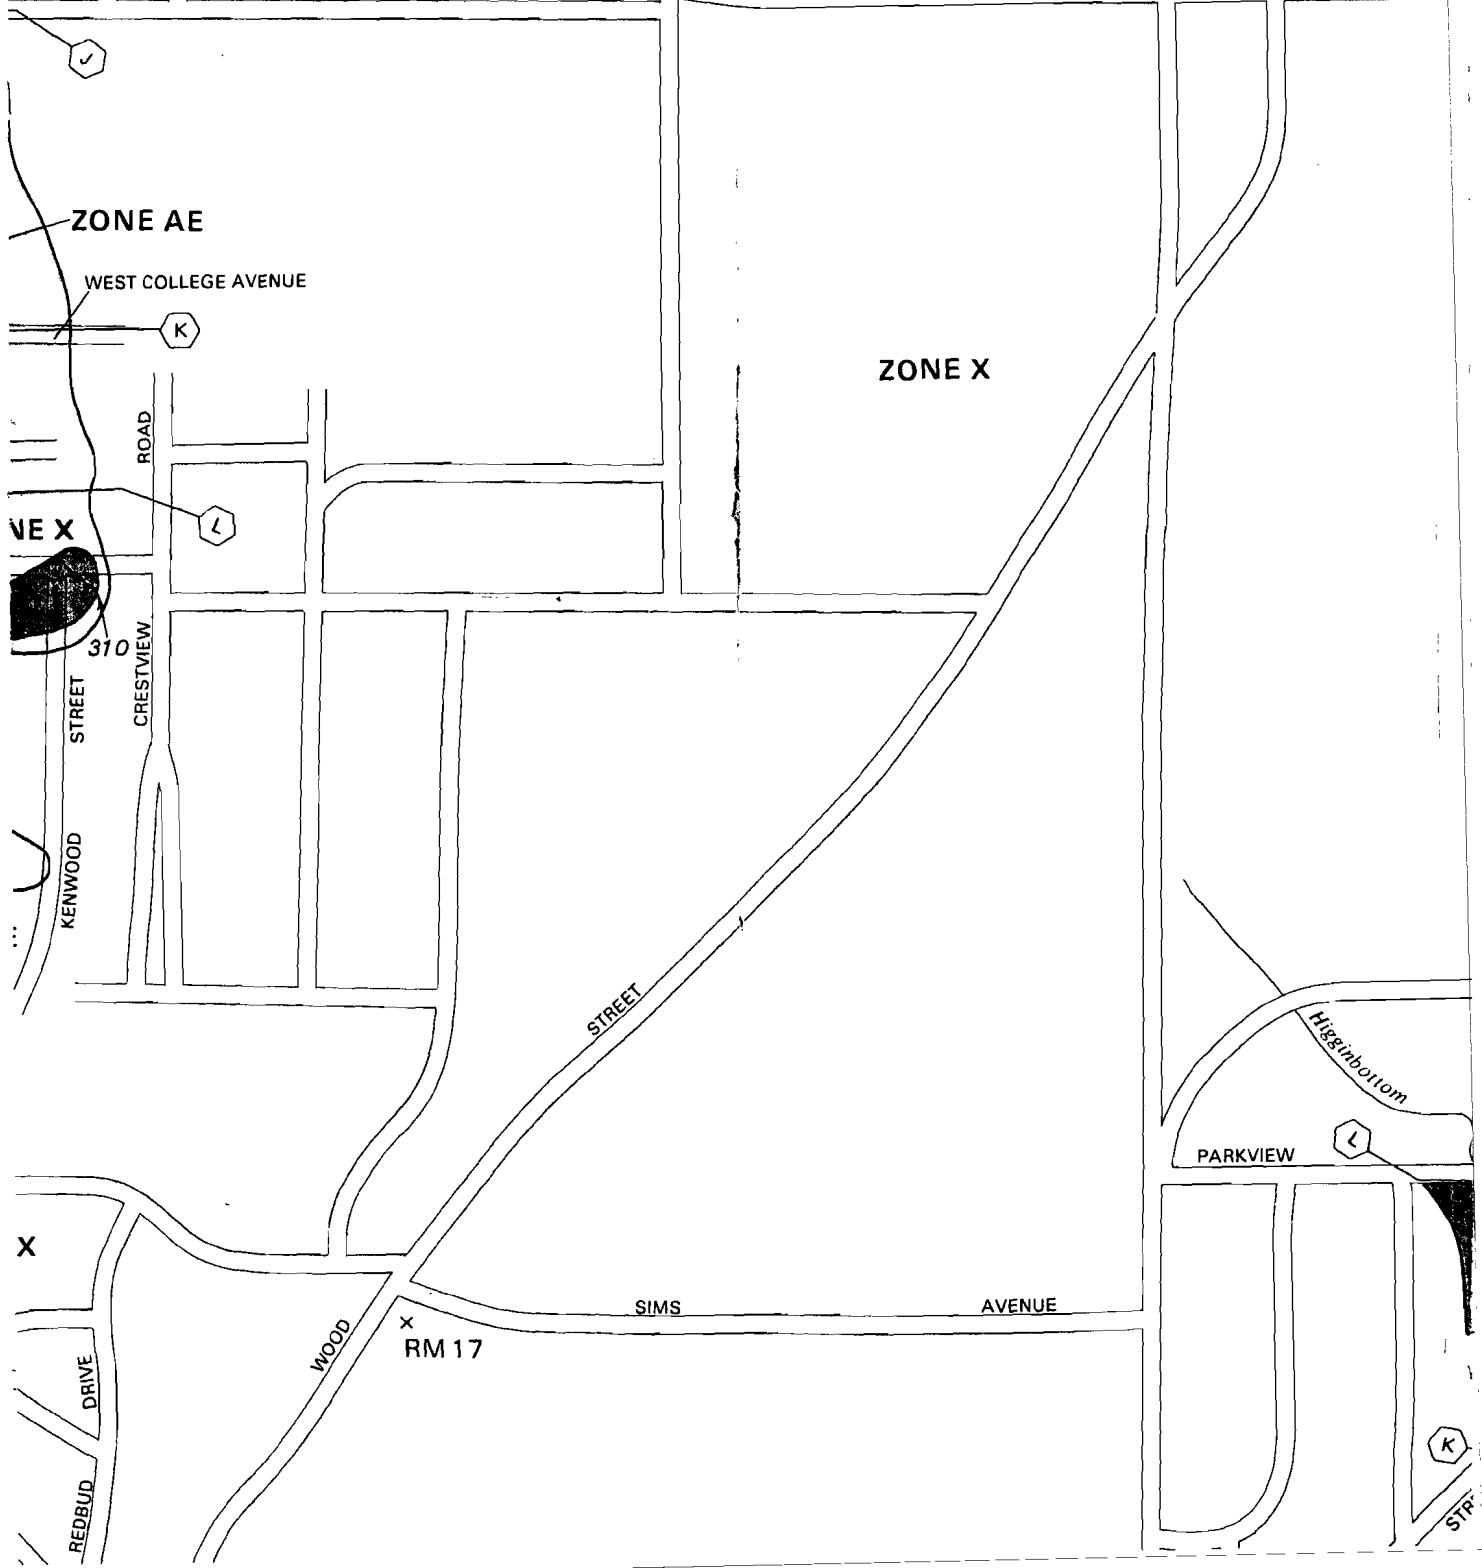 J
ZONE AE
WEST COLLEGE AVENUE
K
ZONE X
ROAD
L
NE X
310
CRESTVIEW
STREET
KENWOOD
STREET
Higginbottom
L
PARKVIEW
X
SIMS AVENUE
RM 17
WOOD
DRIVE
REDBUD
K
STR